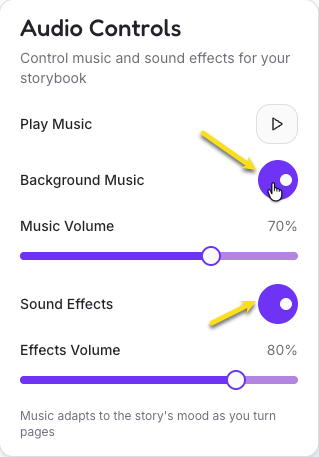 Audio Controls
Control music and sound effects for your
storybook
Play Music
Background Music
Music Volume 70%
Sound Effects
Effects Volume 80%
Music adapts to the story's mood as you turn
pages